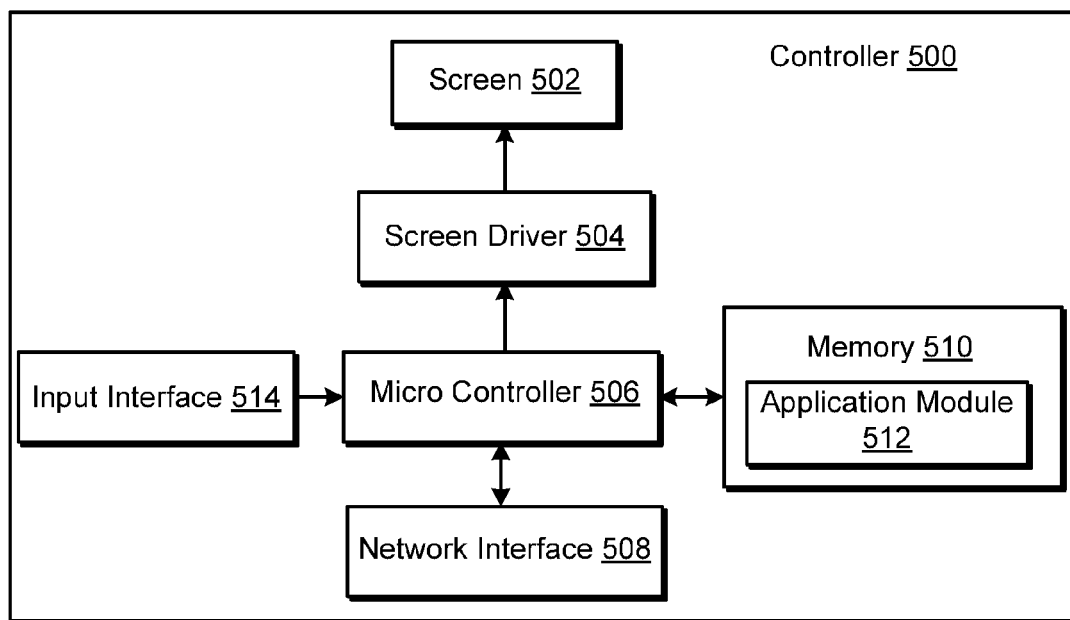 Controller 500
Screen 502
Screen Driver 504
Input Interface 514
Micro Controller 506
Memory 510
Application Module
512
Network Interface 508